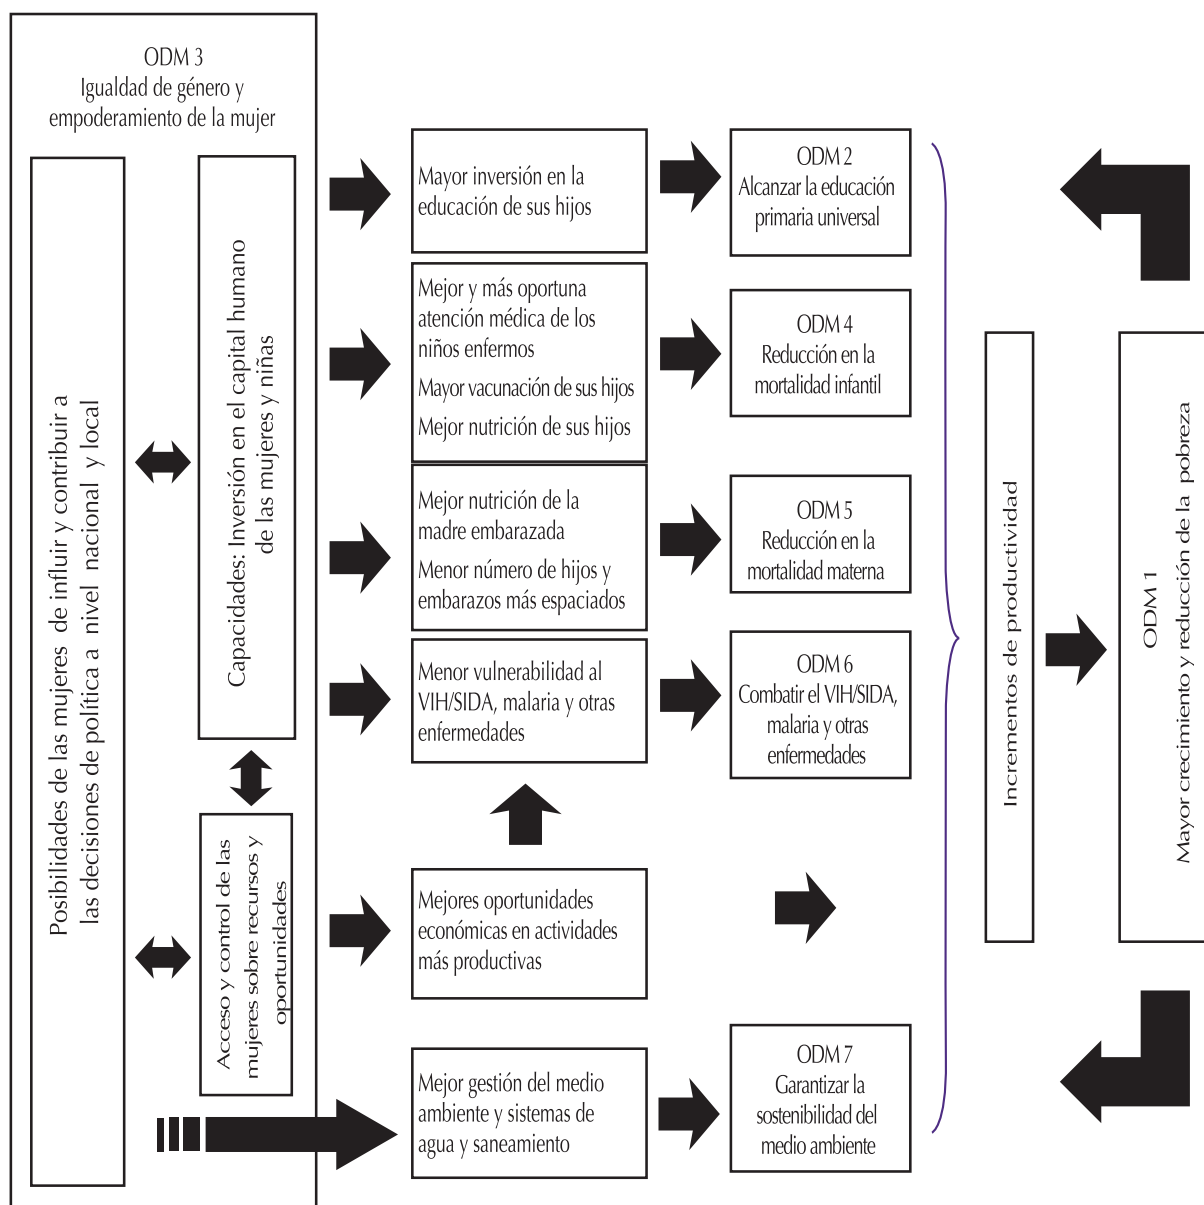 ODM 3
Igualdad de género y
empoderamiento de la mujer
Posibilidades de las mujeres de influir y contribuir a
las decisiones de política a nivel nacional y local
Capacidades: Inversión en el capital humano
de las mujeres y niñas
Acceso y control de las
mujeres sobre recursos y
oportunidades
Mayor inversión en la
educación de sus hijos
Mejor y más oportuna
atención médica de los
niños enfermos
Mayor vacunación de sus hijos
Mejor nutrición de sus hijos
Mejor nutrición de la
madre embarazada
Menor número de hijos y
embarazos más espaciados
Menor vulnerabilidad al
VIH/SIDA, malaria y otras
enfermedades
Mejores oportunidades
económicas en actividades
más productivas
Mejor gestión del medio
ambiente y sistemas de
agua y saneamiento
ODM 2
Alcanzar la educación
primaria universal
ODM 4
Reducción en la
mortalidad infantil
ODM 5
Reducción en la
mortalidad materna
ODM 6
Combatir el VIH/SIDA,
malaria y otras
enfermedades
ODM 7
Garantizar la
sostenibilidad del
medio ambiente
Incrementos de productividad
ODM 1
Mayor crecimiento y reducción de la pobreza